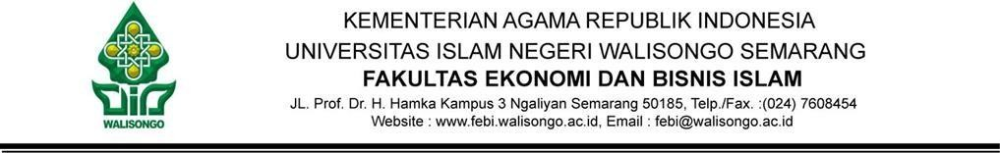 KEMENTERIAN AGAMA REPUBLIK INDONESIA
UNIVERSITAS ISLAM NEGERI WALISONGO SEMARANG
FAKULTAS EKONOMI DAN BISNIS ISLAM
JL. Prof. Dr. H. Hamka Kampus 3 Ngaliyan Semarang 50185, Telp./Fax. :(024) 7608454
Website : www.febi.walisongo.ac.id, Email : febi@walisongo.ac.id
UIN
WALISONGO